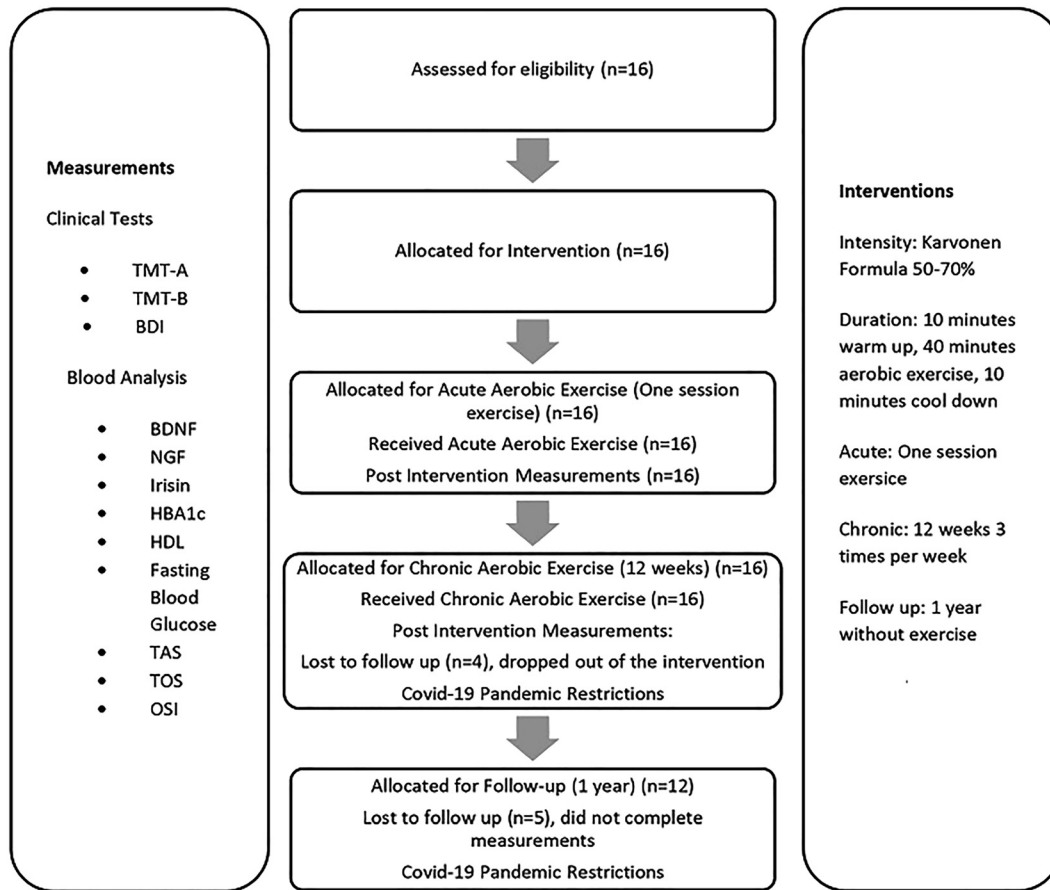 Measurements
Clinical Tests
• TMT-A
• TMT-B
• BDI
Blood Analysis
• BDNF
• NGF
• Irisin
• HBA1c
• HDL
• Fasting
Blood
Glucose
• TAS
• TOS
• OSI
Assessed for eligibility (n=16)
Allocated for Intervention (n=16)
Allocated for Acute Aerobic Exercise (One session
exercise) (n=16)
Received Acute Aerobic Exercise (n=16)
Post Intervention Measurements (n=16)
Allocated for Chronic Aerobic Exercise (12 weeks) (n=16)
Received Chronic Aerobic Exercise (n=16)
Post Intervention Measurements:
Lost to follow up (n=4), dropped out of the intervention
Covid-19 Pandemic Restrictions
Allocated for Follow-up (1 year) (n=12)
Lost to follow up (n=5), did not complete
measurements
Covid-19 Pandemic Restrictions
Interventions
Intensity: Karvonen
Formula 50-70%
Duration: 10 minutes
warm up, 40 minutes
aerobic exercise, 10
minutes cool down
Acute: One session
exersice
Chronic: 12 weeks 3
times per week
Follow up: 1 year
without exercise
.